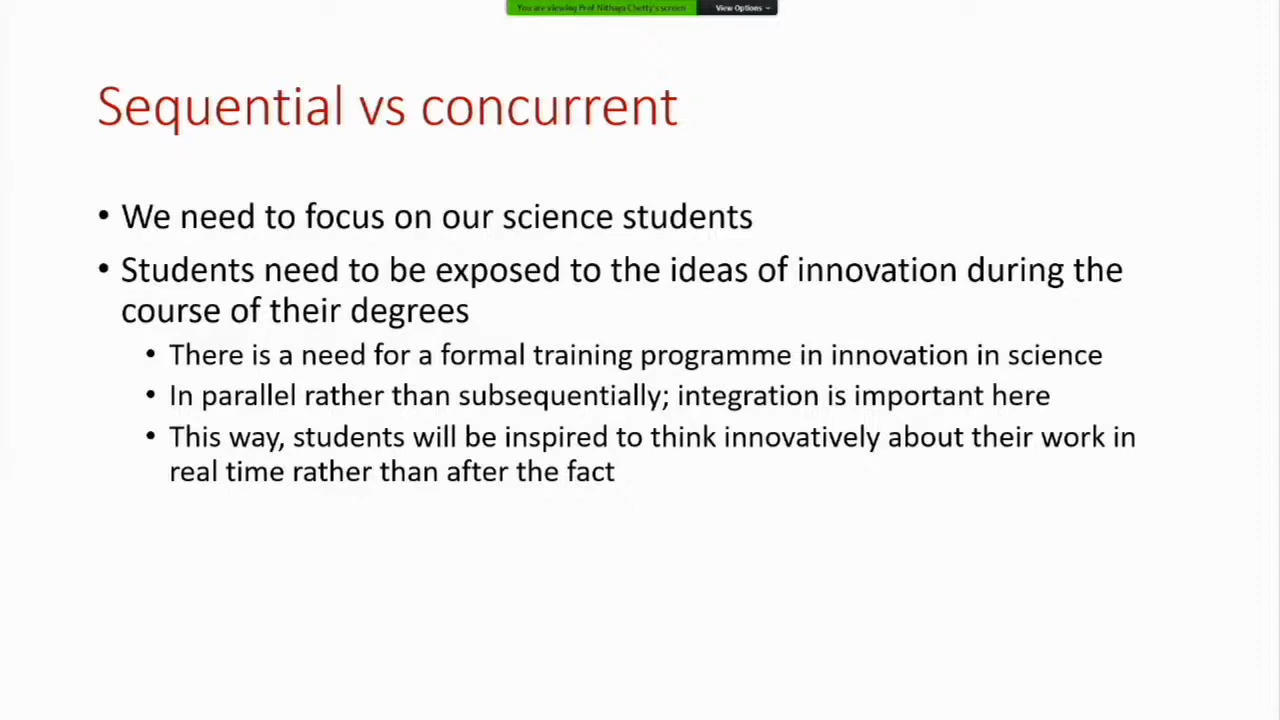 You are viewing Prof Nithaya Chetty's screen View Options
Sequential vs concurrent
• We need to focus on our science students
• Students need to be exposed to the ideas of innovation during the
course of their degrees
• There is a need for a formal training programme in innovation in science
• In parallel rather than subsequentially; integration is important here
• This way, students will be inspired to think innovatively about their work in
real time rather than after the fact